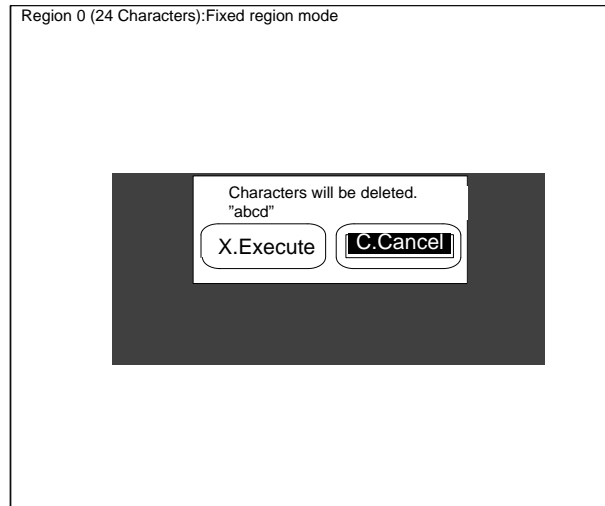 Region 0 (24 Characters):Fixed region mode
Characters will be deleted.
”abcd”
X.Execute
C.Cancel